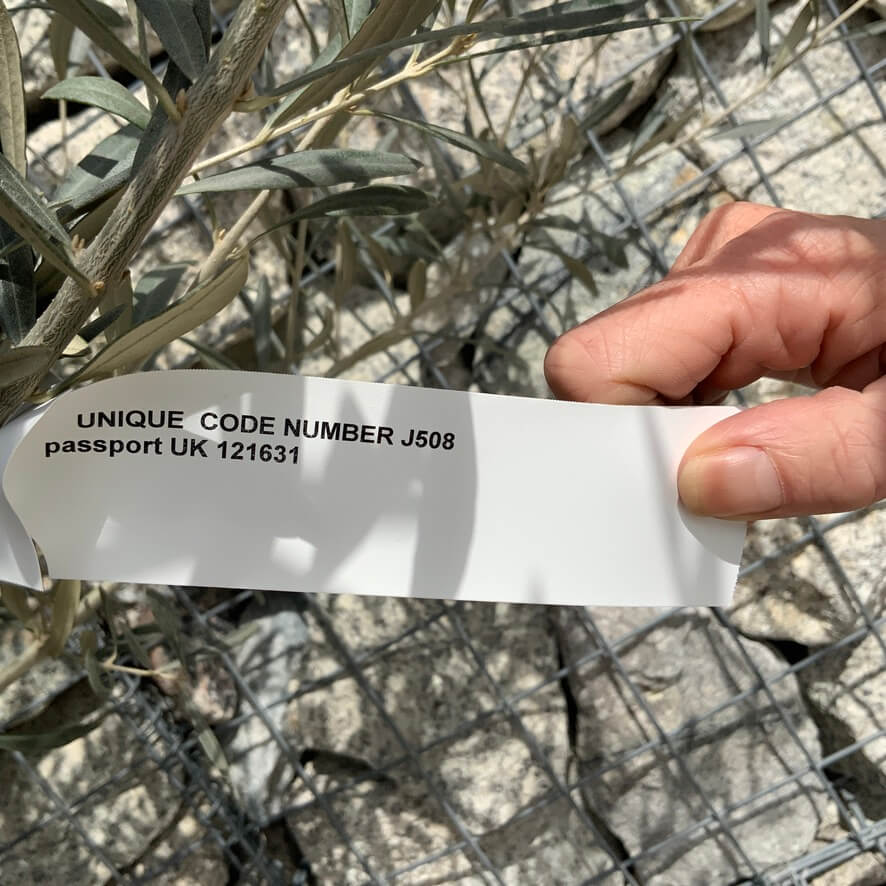 UNIQUE CODE NUMBER J508
passport UK 121631